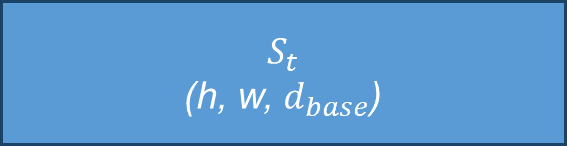 S_t
(h, w, d_base)